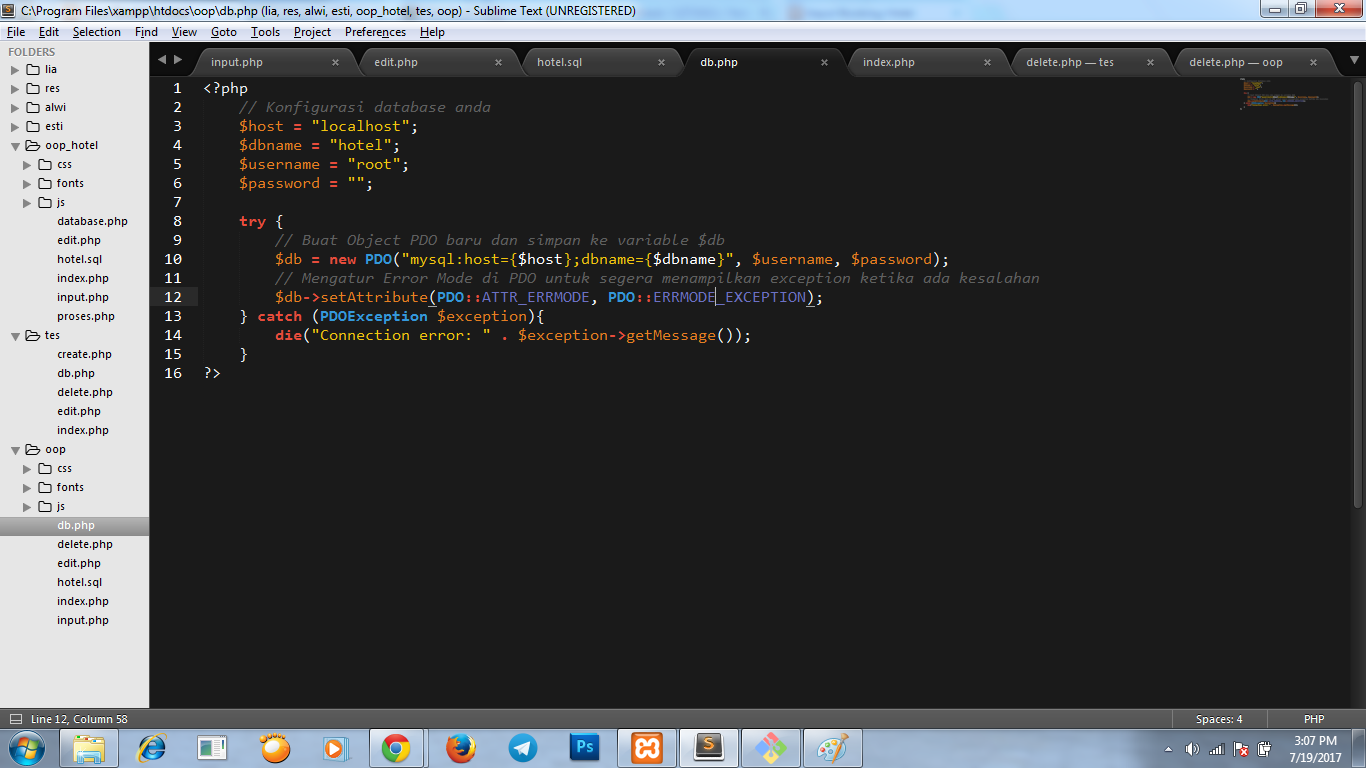 C:\Program Files\xampp\htdocs\oop\db.php (lia, res, alwi, esti, oop_hotel, tes, oop) - Sublime Text (UNREGISTERED)
File Edit Selection Find View Goto Tools Project Preferences Help
FOLDERS
lia
res
alwi
esti
oop_hotel
css
fonts
js
database.php
edit.php
hotel.sql
index.php
input.php
proses.php
tes
create.php
db.php
delete.php
edit.php
index.php
oop
css
fonts
js
db.php
delete.php
edit.php
hotel.sql
index.php
input.php
input.php × edit.php × hotel.sql × db.php × index.php × delete.php — tes × delete.php — oop ×
1 <?php
2 // Konfigurasi database anda
3 $host = "localhost";
4 $dbname = "hotel";
5 $username = "root";
6 $password = "";
7
8 try {
9 // Buat Object PDO baru dan simpan ke variable $db
10 $db = new PDO("mysql:host={$host};dbname={$dbname}", $username, $password);
11 // Mengatur Error Mode di PDO untuk segera menampilkan exception ketika ada kesalahan
12 $db->setAttribute(PDO::ATTR_ERRMODE, PDO::ERRMODE_EXCEPTION);
13 } catch (PDOException $exception){
14 die("Connection error: " . $exception->getMessage());
15 }
16 ?>
Line 12, Column 58
Spaces: 4
PHP
Ps
3:07 PM
7/19/2017